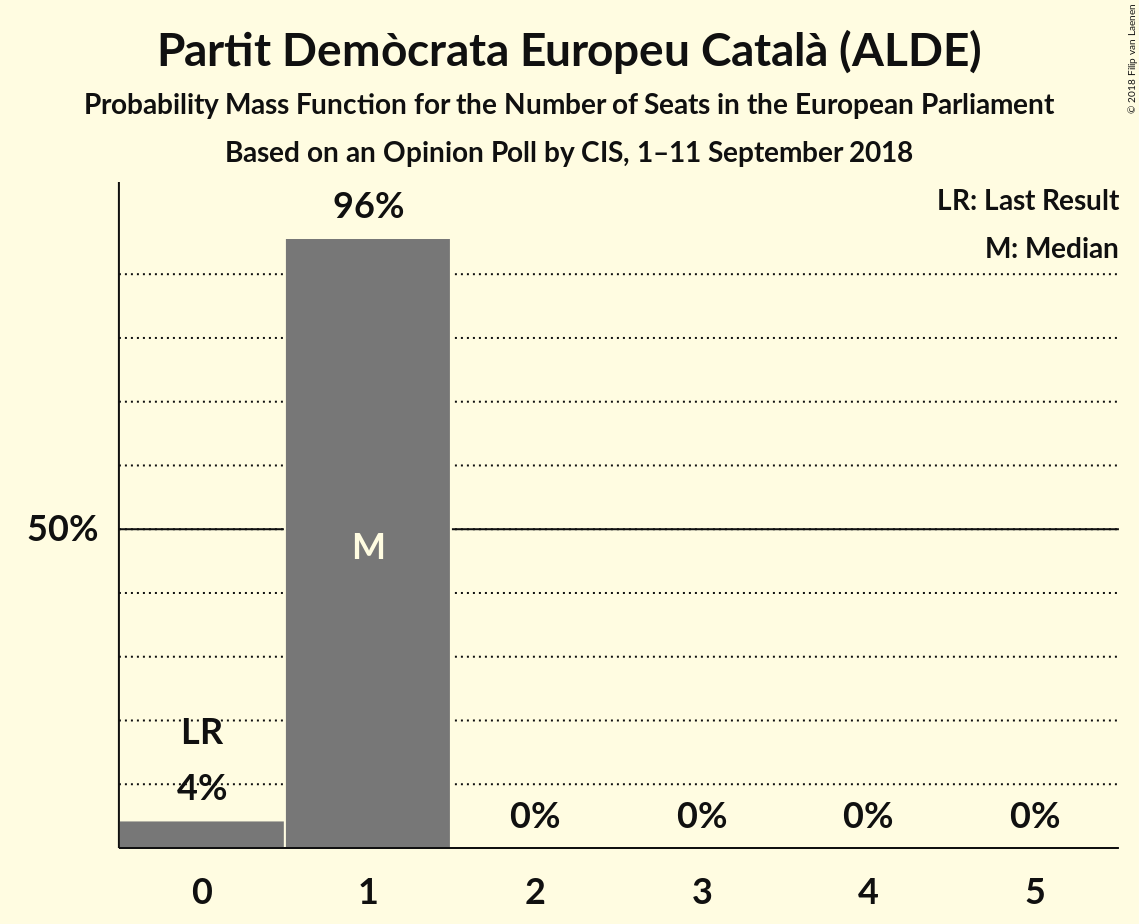 Partit Demòcrata Europeu Català (ALDE)
Probability Mass Function for the Number of Seats in the European Parliament
Based on an Opinion Poll by CIS, 1–11 September 2018
© 2018 Filip van Laenen
LR: Last Result
M: Median
96%
50%
M
LR
4%
0%
0%
0%
0%
0
1
2
3
4
5